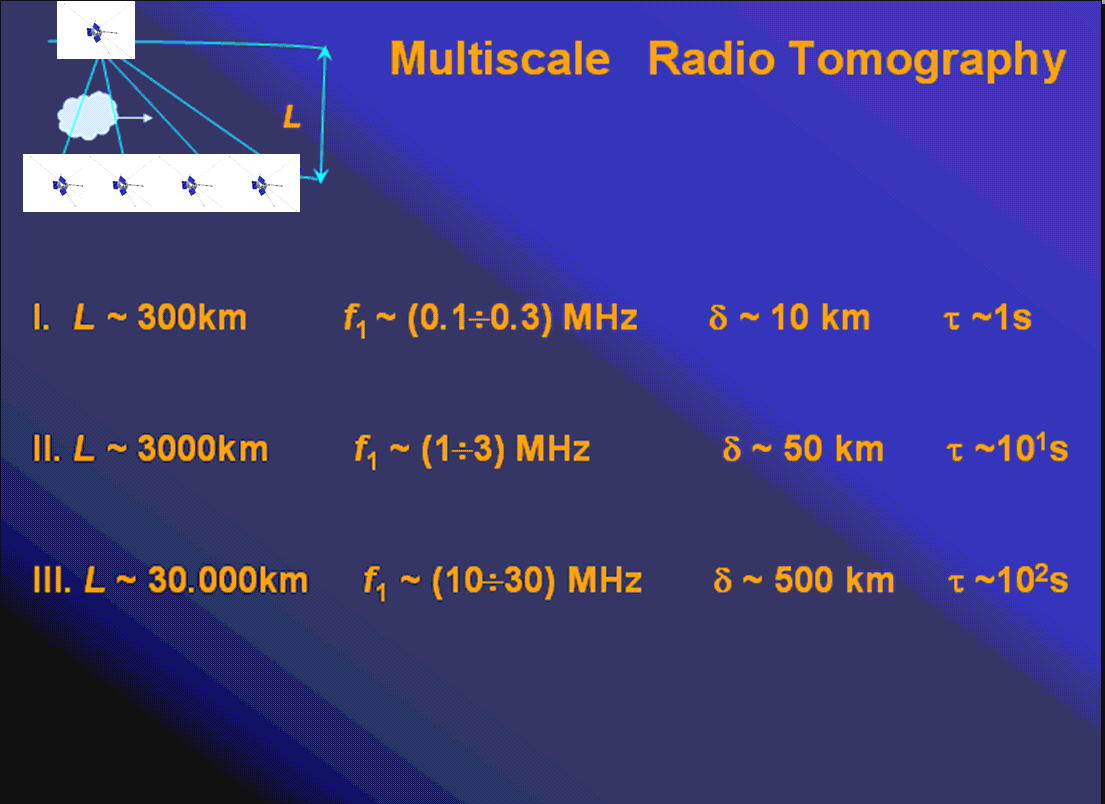 Multiscale Radio Tomography
L
I. L ~ 300km f₁ ~ (0.1÷0.3) MHz δ ~ 10 km τ ~1s
II. L ~ 3000km f₁ ~ (1÷3) MHz δ ~ 50 km τ ~10¹s
III. L ~ 30.000km f₁ ~ (10÷30) MHz δ ~ 500 km τ ~10²s